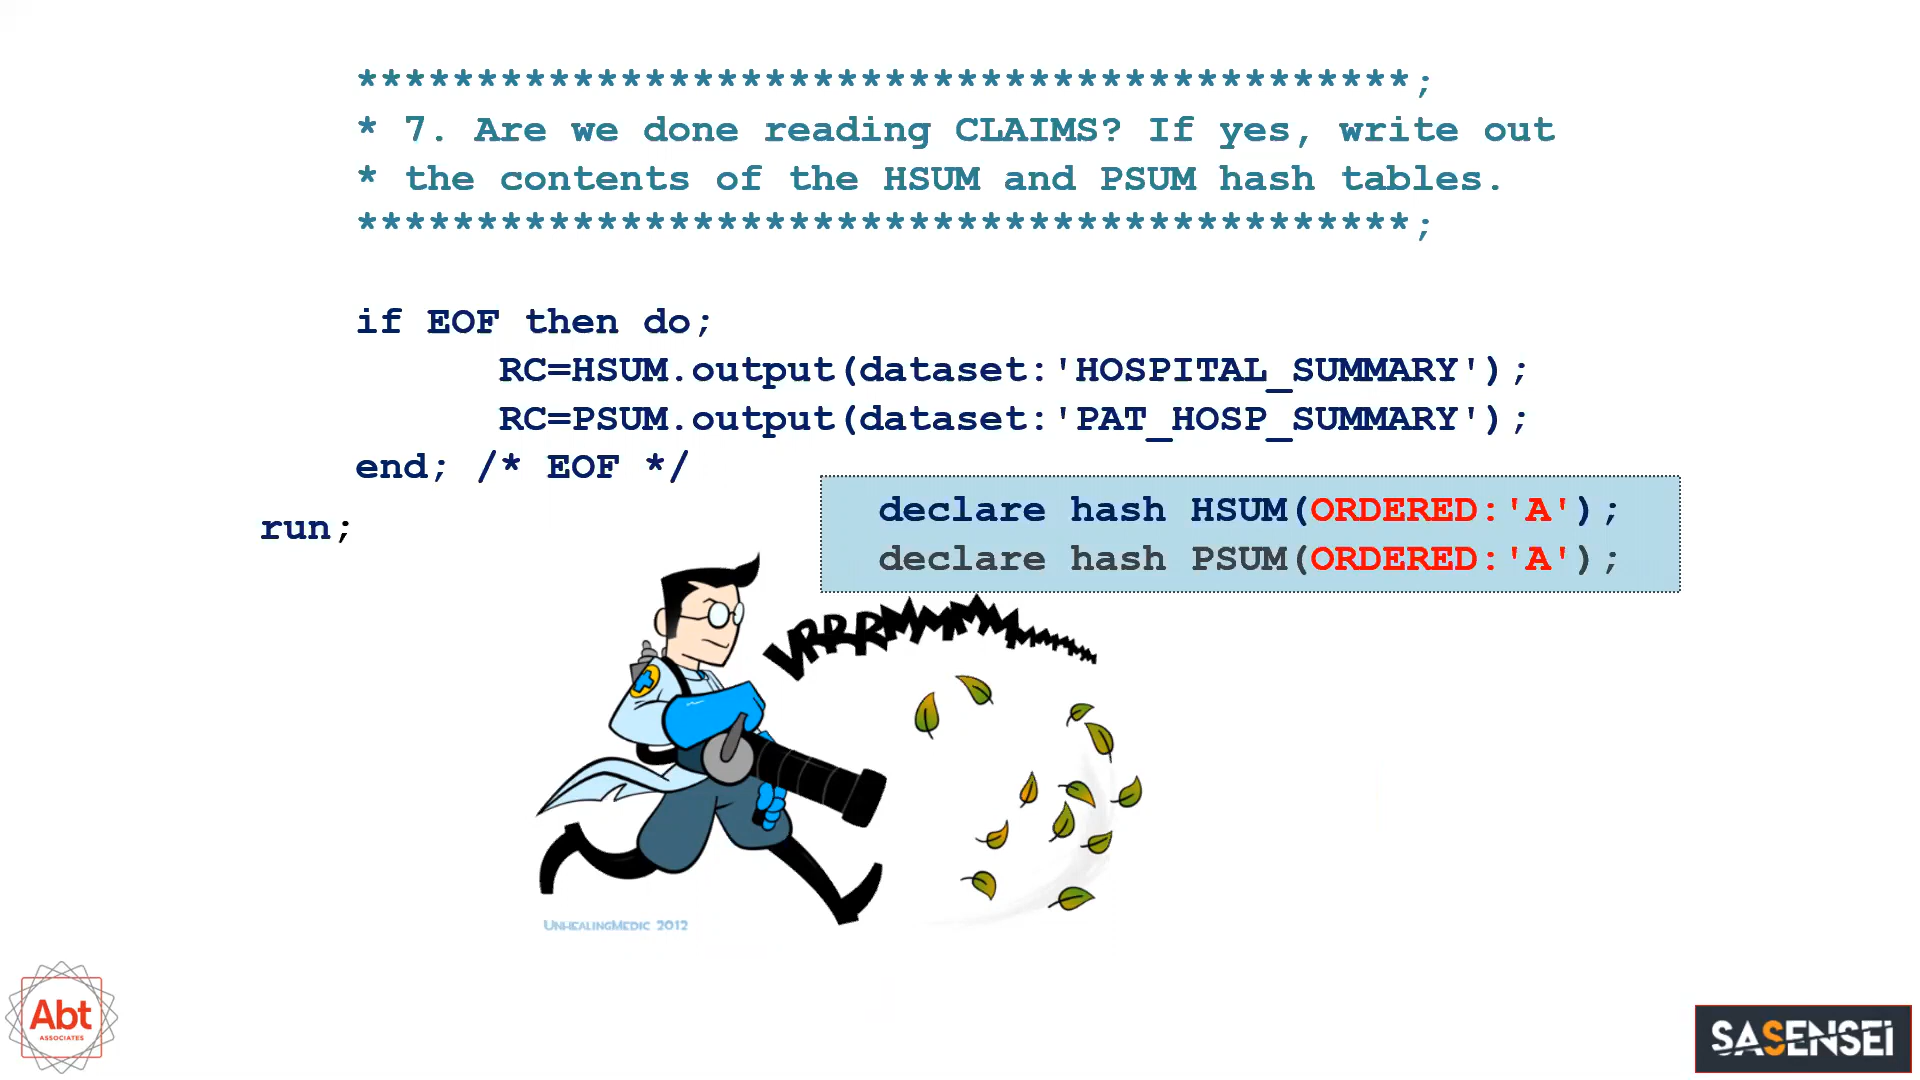 *********************************************;
* 7. Are we done reading CLAIMS? If yes, write out
* the contents of the HSUM and PSUM hash tables.
*********************************************;
if EOF then do;
RC=HSUM.output(dataset:'HOSPITAL_SUMMARY');
RC=PSUM.output(dataset:'PAT_HOSP_SUMMARY');
end; /* EOF */
run;
declare hash HSUM(ORDERED:'A');
declare hash PSUM(ORDERED:'A');
VRRRMMMMmmmmmmm
UNHEALINGMEDIC 2012
Abt
ASSOCIATES
SASENSEI